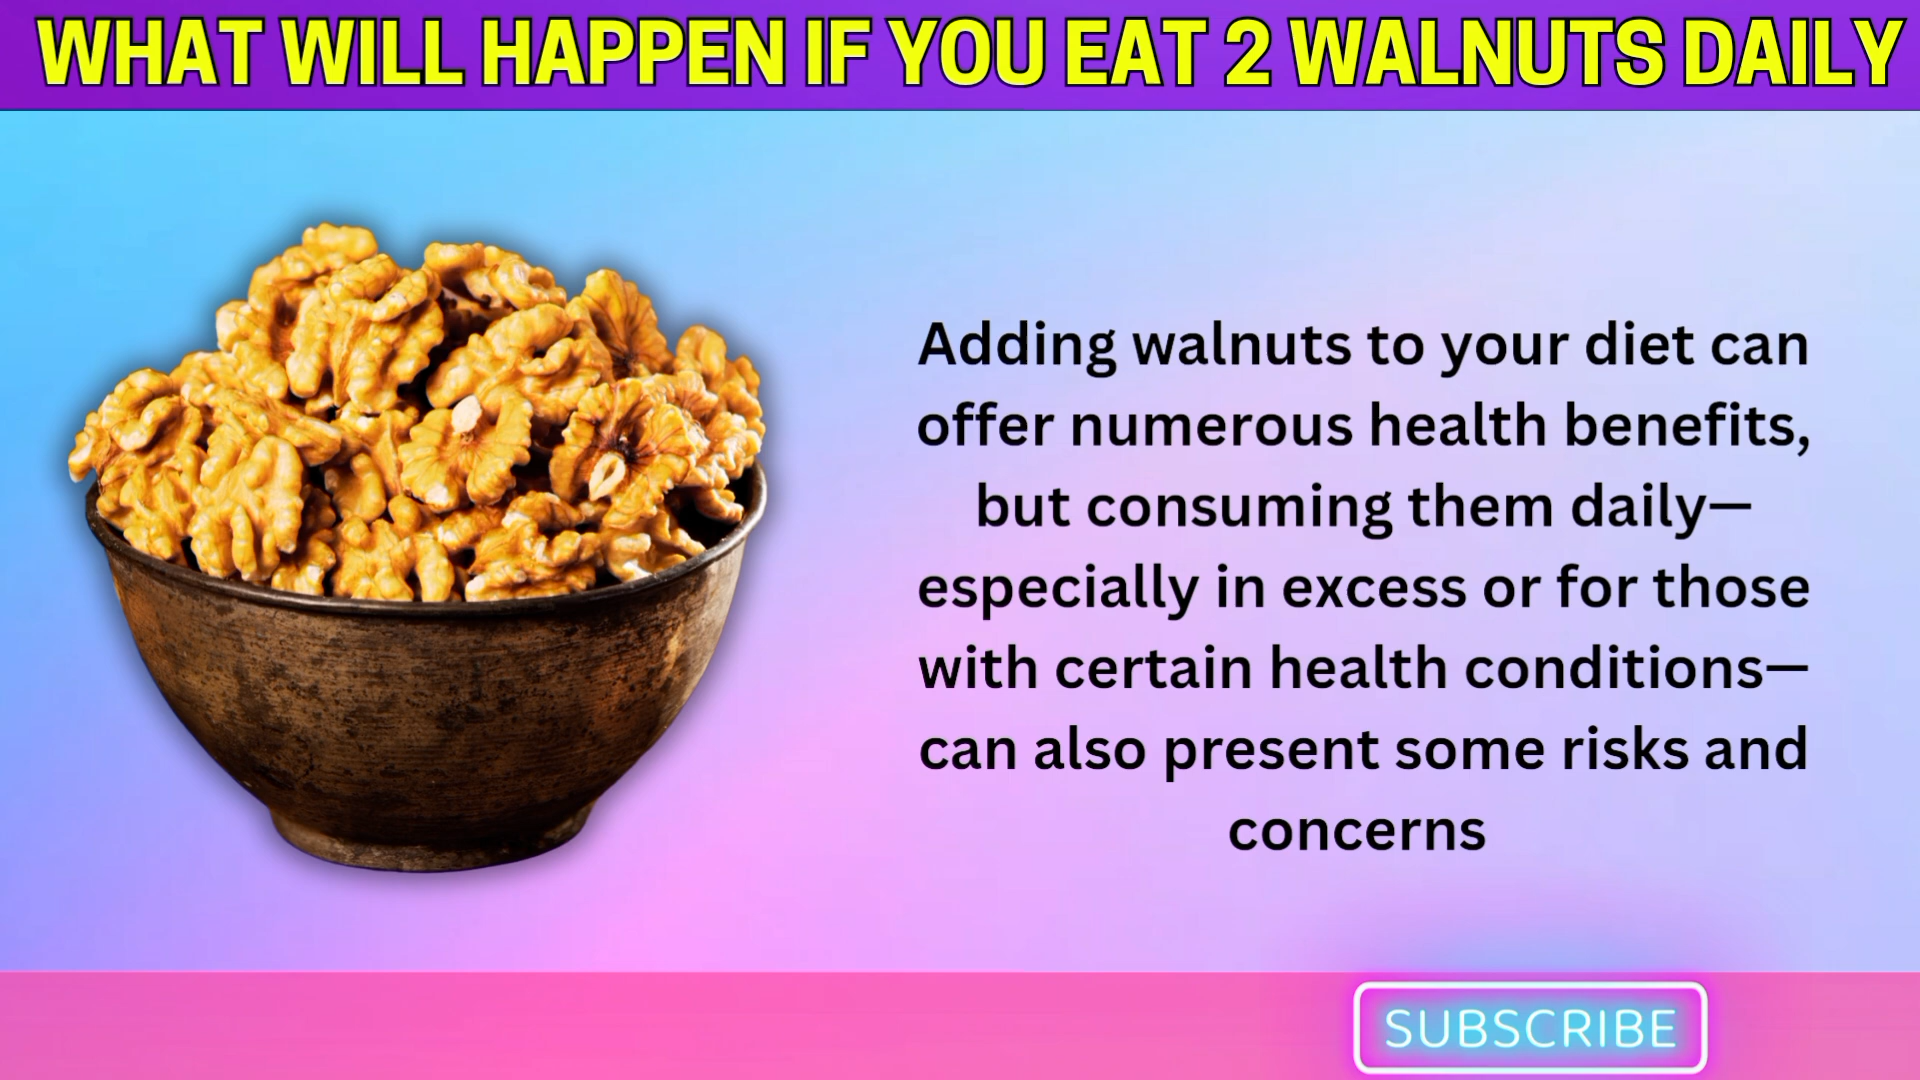 WHAT WILL HAPPEN IF YOU EAT 2 WALNUTS DAILY
Adding walnuts to your diet can
offer numerous health benefits,
but consuming them daily—
especially in excess or for those
with certain health conditions—
can also present some risks and
concerns
SUBSCRIBE